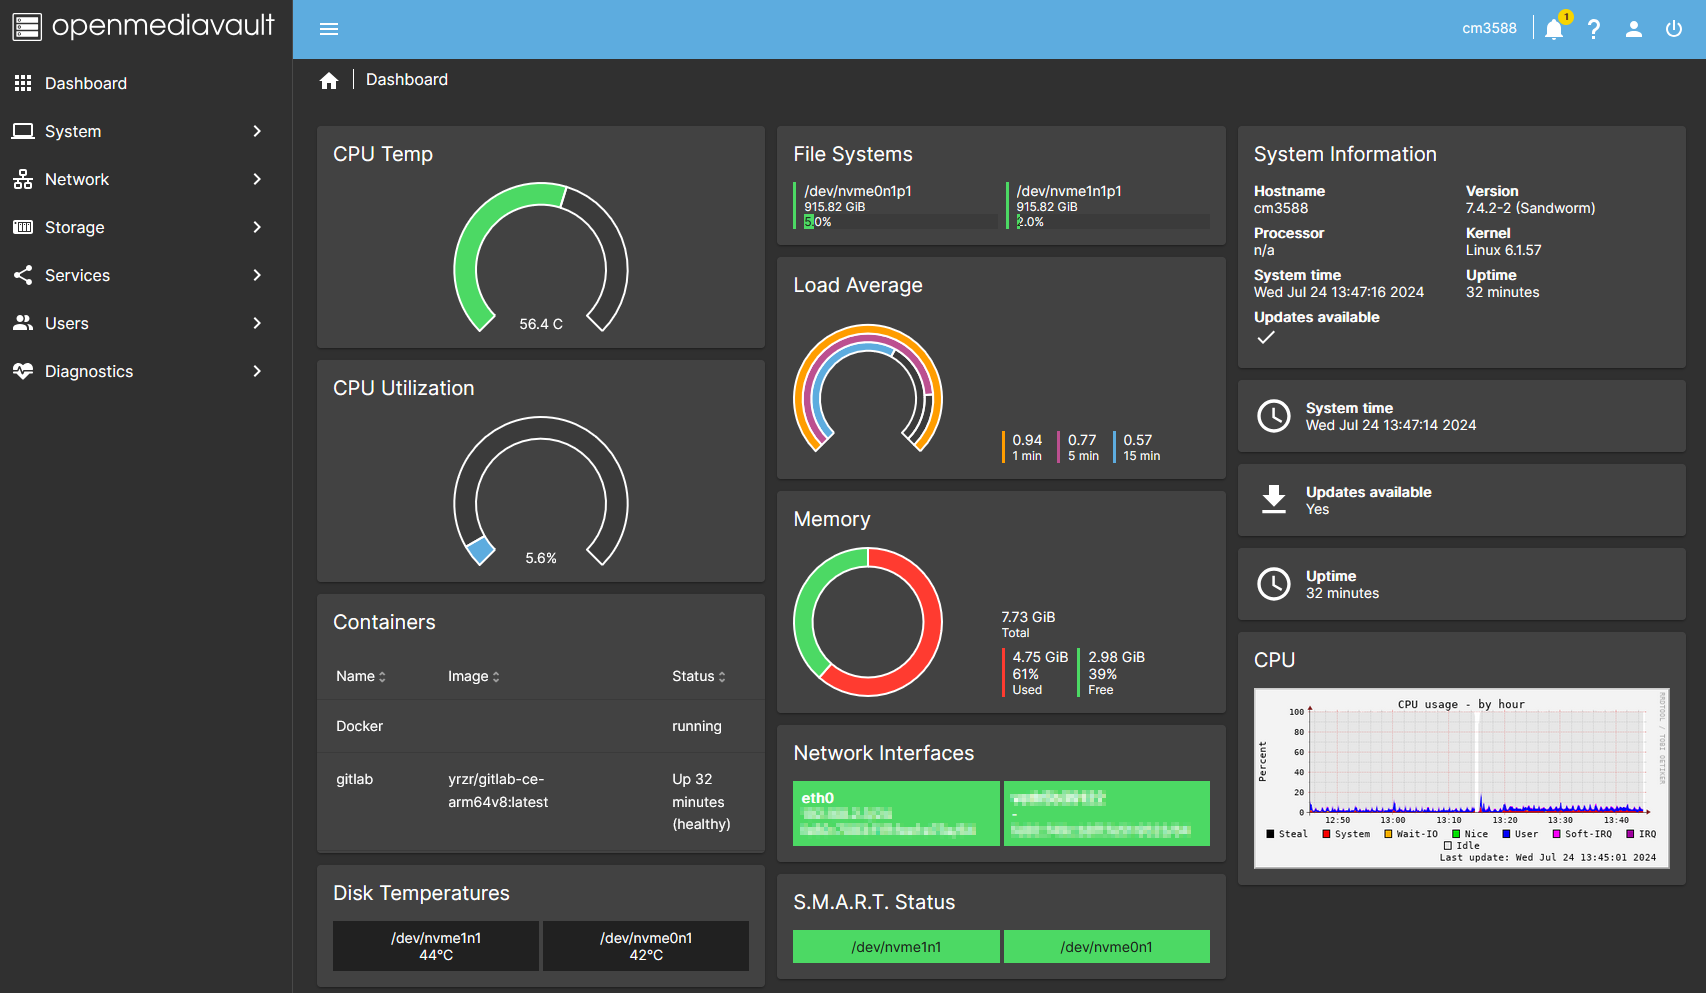 openmediavault
cm3588
1
Dashboard
System
Network
Storage
Services
Users
Diagnostics
Dashboard
CPU Temp
56.4 C
CPU Utilization
5.6%
Containers
Name Image Status
Docker running
gitlab yrzr/gitlab-ce- Up 32
arm64v8:latest minutes
(healthy)
Disk Temperatures
/dev/nvme1n1
44°C
/dev/nvme0n1
42°C
File Systems
/dev/nvme0n1p1
915.82 GiB
5.0%
/dev/nvme1n1p1
915.82 GiB
2.0%
Load Average
0.94
1 min
0.77
5 min
0.57
15 min
Memory
7.73 GiB
Total
4.75 GiB
61%
Used
2.98 GiB
39%
Free
Network Interfaces
eth0
-
S.M.A.R.T. Status
/dev/nvme1n1
/dev/nvme0n1
System Information
Hostname
cm3588
Version
7.4.2-2 (Sandworm)
Processor
n/a
Kernel
Linux 6.1.57
System time
Wed Jul 24 13:47:16 2024
Uptime
32 minutes
Updates available
System time
Wed Jul 24 13:47:14 2024
Updates available
Yes
Uptime
32 minutes
CPU
CPU usage - by hour
RRDTOOL / TOBI OETIKER
Percent
100
80
60
40
20
0
12:50 13:00 13:10 13:20 13:30 13:40
Steal System Wait-IO Nice User Soft-IRQ IRQ
Idle
Last update: Wed Jul 24 13:45:01 2024